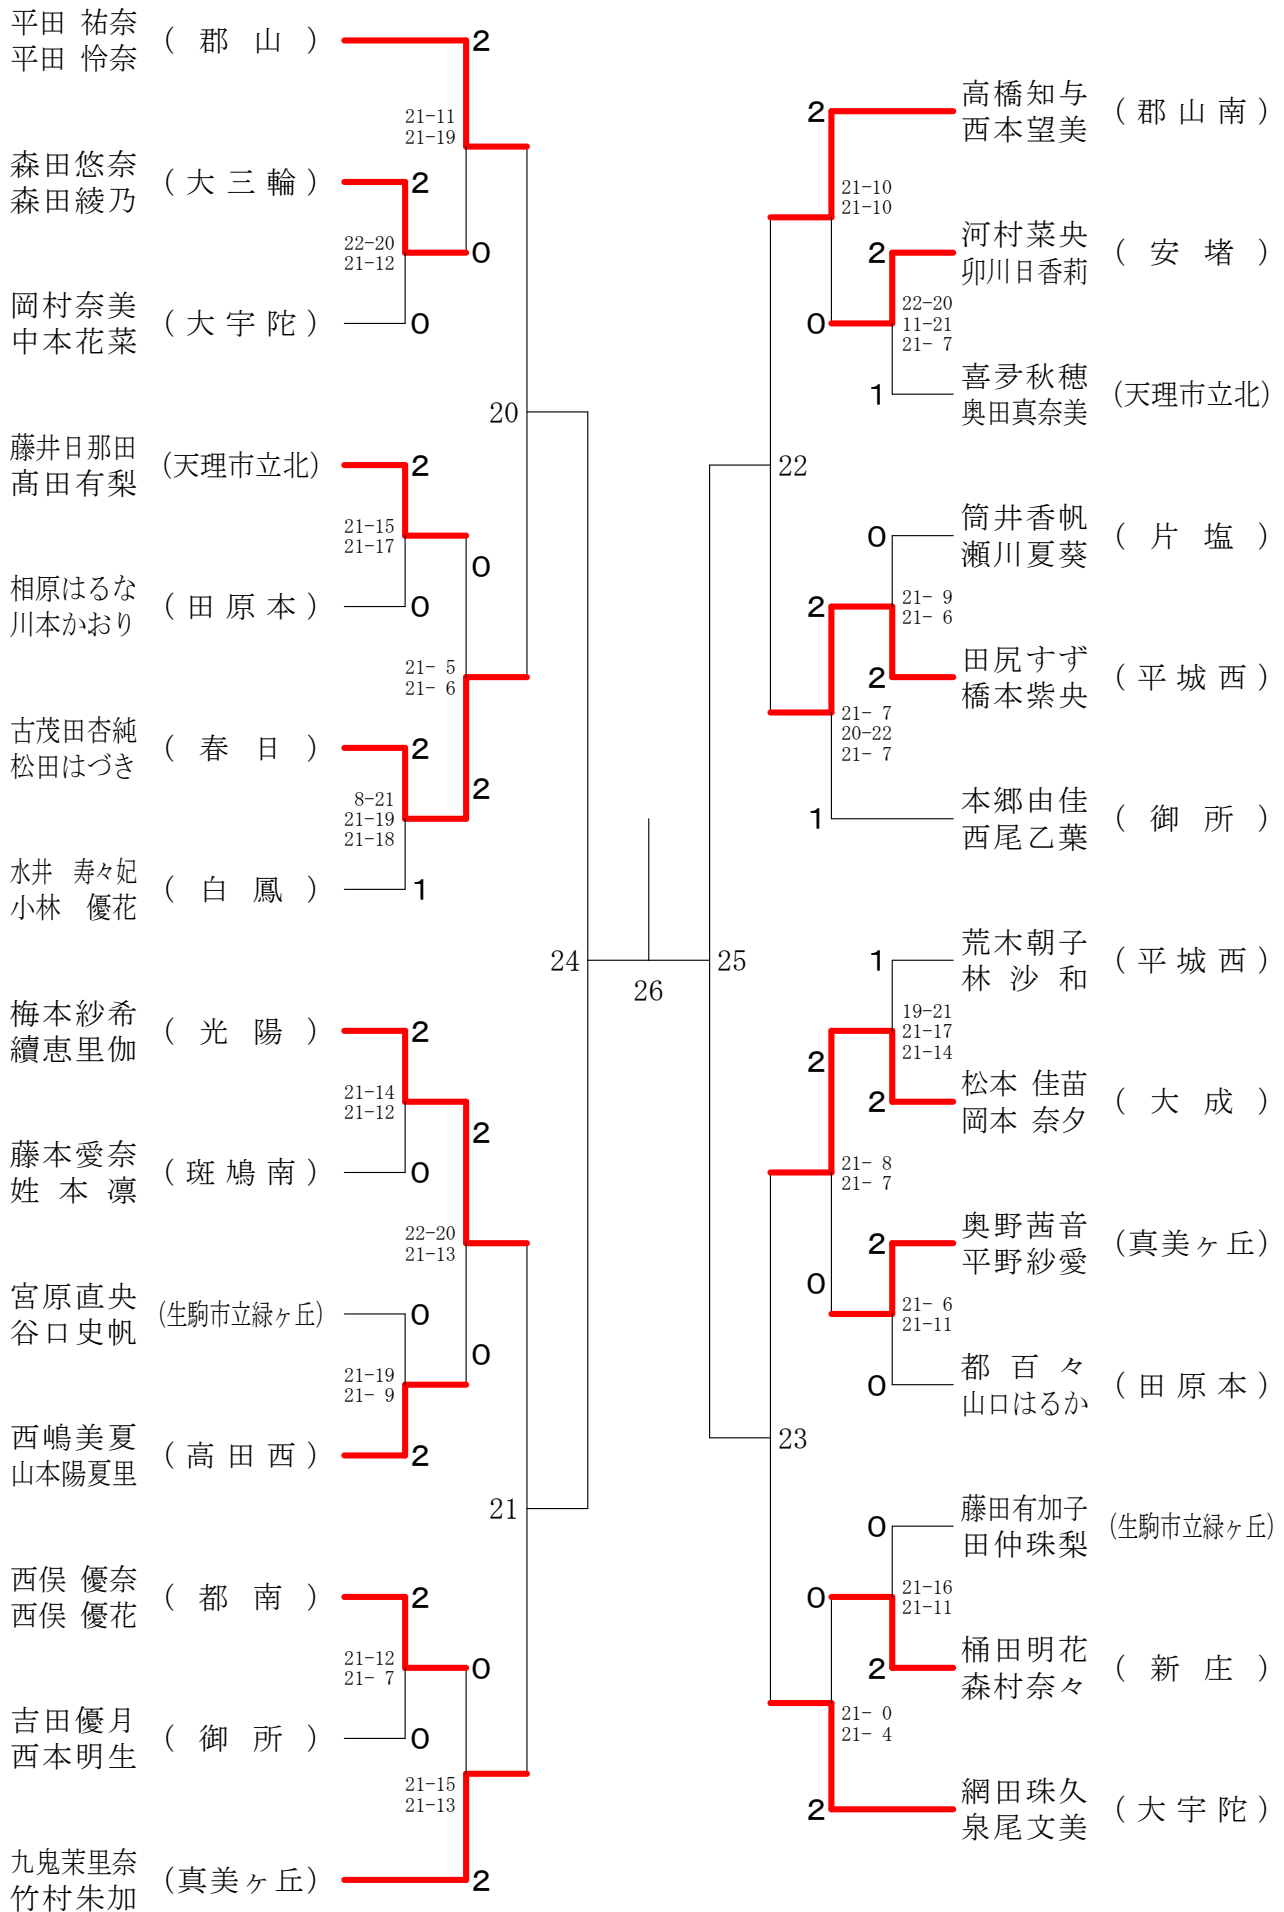 平田 祐奈
平田 怜奈
( 郡 山 )
2
21-11
21-19
森田悠奈
森田綾乃
( 大 三 輪 )
2
22-20
21-12
0
岡村奈美
中本花菜
( 大 宇 陀 )
0
20
藤井日那田
髙田有梨
(天理市立北)
2
21-15
21-17
0
相原はるな
川本かおり
( 田 原 本 )
0
21- 5
21- 6
古茂田杏純
松田はづき
( 春 日 )
2
2
8-21
21-19
21-18
水井 寿々妃
小林 優花
( 白 鳳 )
1
24
梅本紗希
續恵里伽
( 光 陽 )
2
21-14
21-12
2
藤本愛奈
姓 本 凛
( 斑 鳩 南 )
0
22-20
21-13
宮原直央
谷口史帆
(生駒市立緑ヶ丘)
0
0
21-19
21- 9
西嶋美夏
山本陽夏里
( 高 田 西 )
2
21
西俣 優奈
西俣 優花
( 都 南 )
2
21-12
21- 7
0
吉田優月
西本明生
( 御 所 )
0
21-15
21-13
九鬼茉里奈
竹村朱加
(真美ヶ丘)
2
26
2
高橋知与
西本望美
( 郡 山 南 )
21-10
21-10
2
河村菜央
卯川日香莉
( 安 堵 )
0
22-20
11-21
21- 7
1
喜夛秋穂
奥田真奈美
(天理市立北)
22
0
筒井香帆
瀬川夏葵
( 片 塩 )
2
21- 9
21- 6
2
田尻すず
橋本紫央
( 平 城 西 )
21- 7
20-22
21- 7
1
本郷由佳
西尾乙葉
( 御 所 )
25
1
荒木朝子
林 沙 和
( 平 城 西 )
19-21
21-17
21-14
2
2
松本 佳苗
岡本 奈夕
( 大 成 )
21- 8
21- 7
2
奥野茜音
平野紗愛
(真美ヶ丘)
0
21- 6
21-11
0
都 百 々
山口はるか
( 田 原 本 )
23
0
藤田有加子
田仲珠梨
(生駒市立緑ヶ丘)
0
21-16
21-11
2
桶田明花
森村奈々
( 新 庄 )
21- 0
21- 4
2
網田珠久
泉尾文美
( 大 宇 陀 )